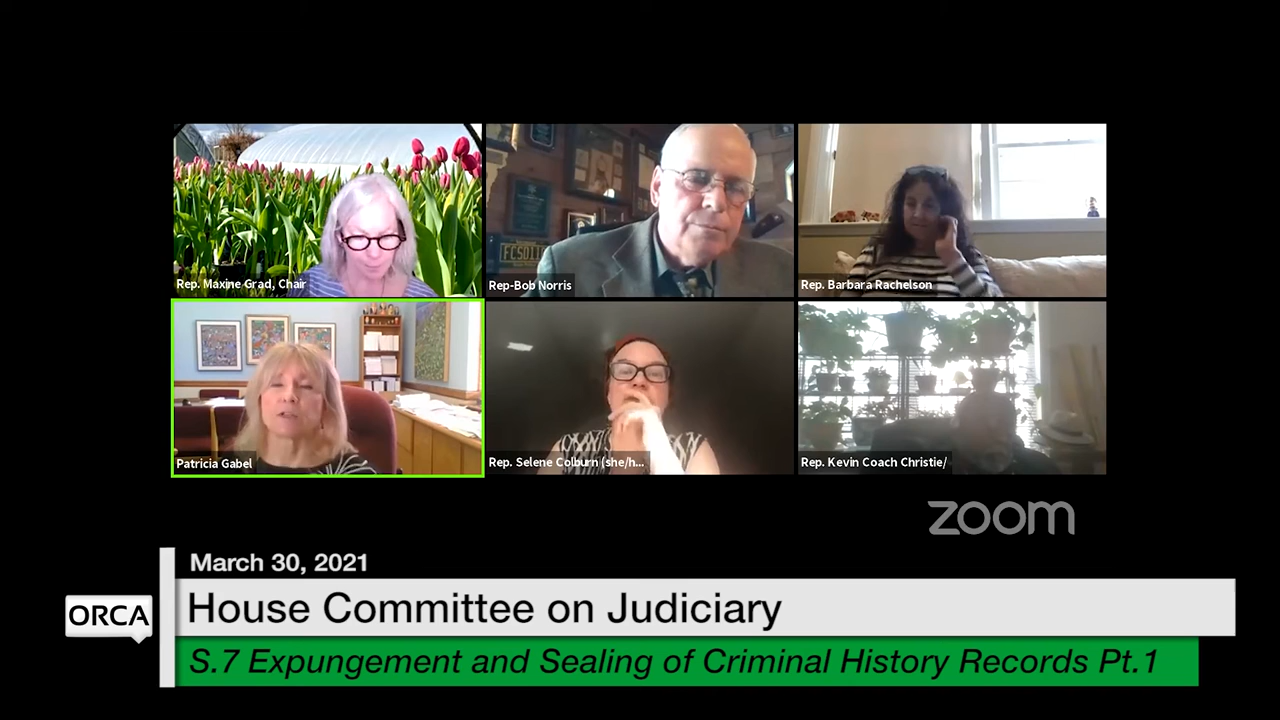 Rep. Maxine Grad, Chair
Rep-Bob Norris
FCSO11
Rep. Barbara Rachelson
Patricia Gabel
Rep. Selene Colburn (she/h...
Rep. Kevin Coach Christie/
zoom
March 30, 2021
ORCA
House Committee on Judiciary
S.7 Expungement and Sealing of Criminal History Records Pt.1